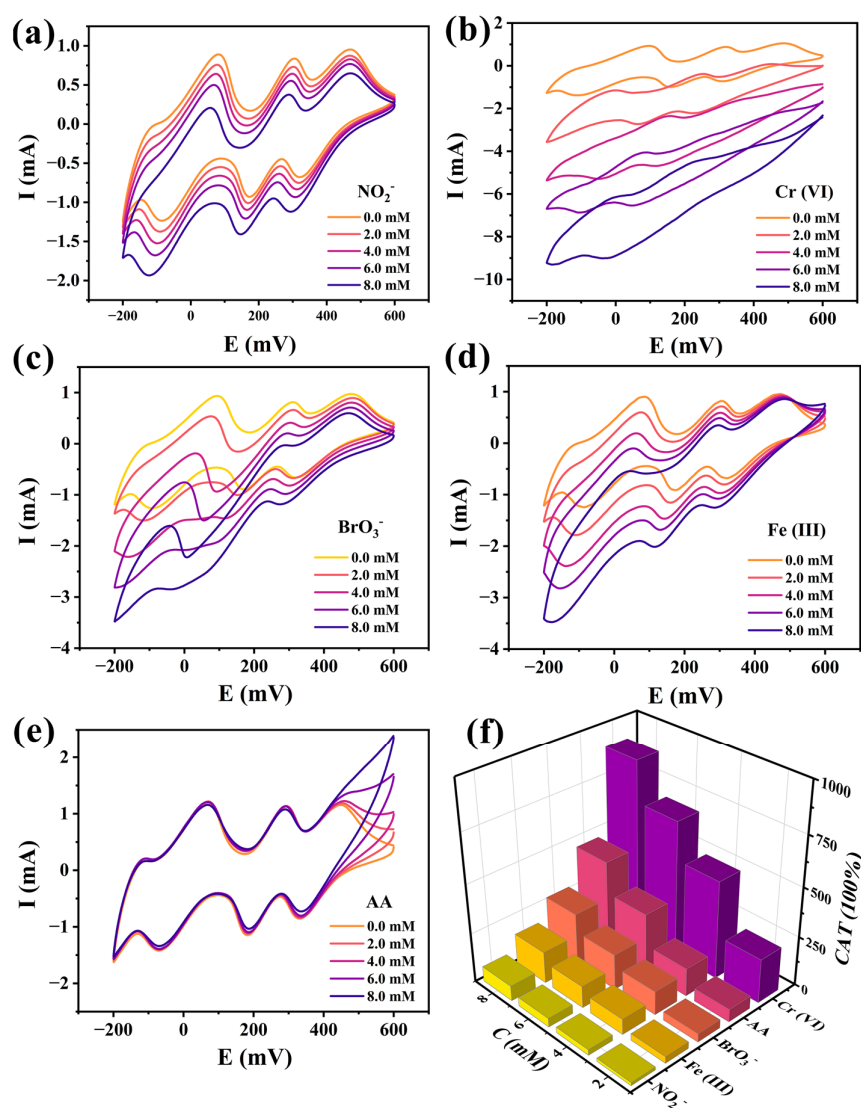 (a)
1.0
0.5
0.0
−0.5
−1.0
−1.5
−2.0
I (mA)
NO₂⁻
0.0 mM
2.0 mM
4.0 mM
6.0 mM
8.0 mM
−200 0 200 400 600
E (mV)
(b)
2
0
−2
−4
−6
−8
−10
I (mA)
Cr (VI)
0.0 mM
2.0 mM
4.0 mM
6.0 mM
8.0 mM
−200 0 200 400 600
E (mV)
(c)
1
0
−1
−2
−3
−4
I (mA)
BrO₃⁻
0.0 mM
2.0 mM
4.0 mM
6.0 mM
8.0 mM
−200 0 200 400 600
E (mV)
(d)
1
0
−1
−2
−3
−4
I (mA)
Fe (III)
0.0 mM
2.0 mM
4.0 mM
6.0 mM
8.0 mM
−200 0 200 400 600
E (mV)
(e)
2
1
0
−1
−2
I (mA)
AA
0.0 mM
2.0 mM
4.0 mM
6.0 mM
8.0 mM
−200 0 200 400 600
E (mV)
(f)
1000
750
500
250
0
CAT (100%)
8
6
4
2
C (mM)
Cr (VI)
AA
BrO₃⁻
Fe (III)
NO₂⁻